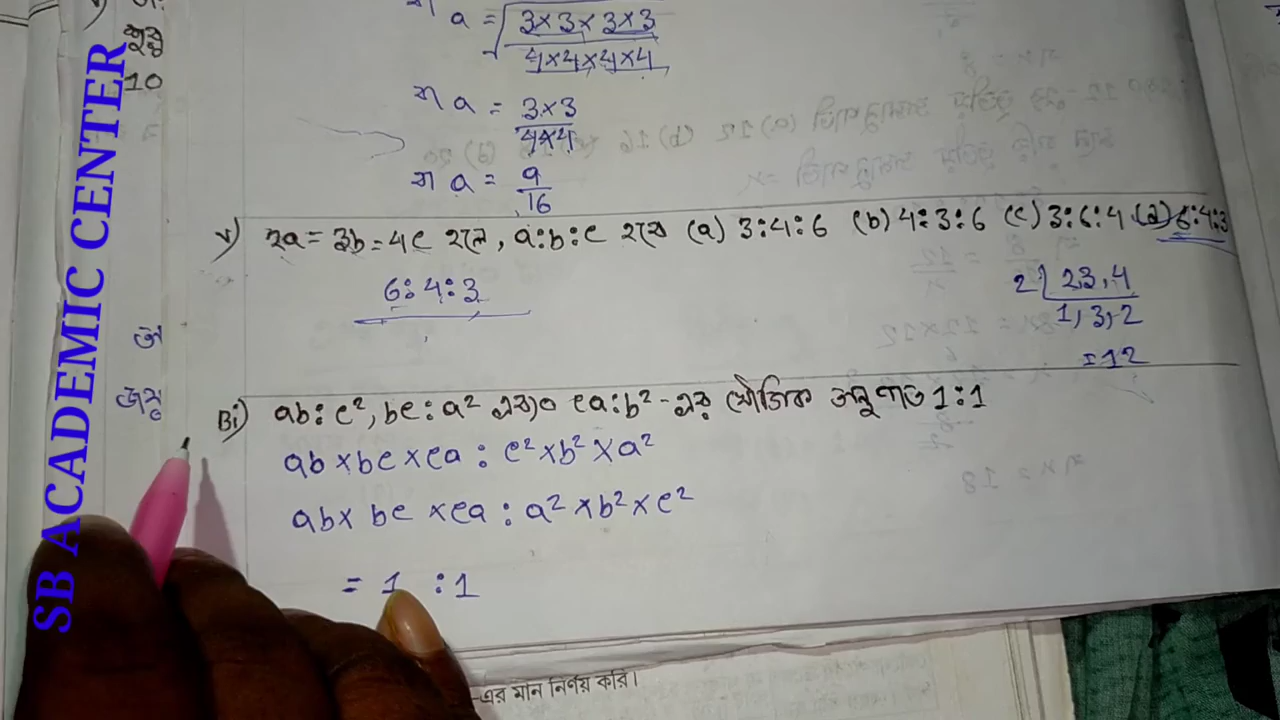 SB ACADEMIC CENTER
10
বা a = √(3×3×3×3
4×4×4×4)
বা a = 3×3
4×4
বা a = 9
16
v) 2a = 3b = 4c হলে, a:b:c হবে (a) 3:4:6 (b) 4:3:6 (c) 3:6:4 (d) 6:4:3
6:4:3
2 | 2,3,4
1,3,2
=12
Bi) ab:c², bc:a² এবং ca:b² -এর যৌগিক অনুপাত 1:1
ab×bc×ca : c²×b²×a²
ab× bc ×ca : a²×b²×c²
= 1 : 1
-এর মান নির্ণয় করি।